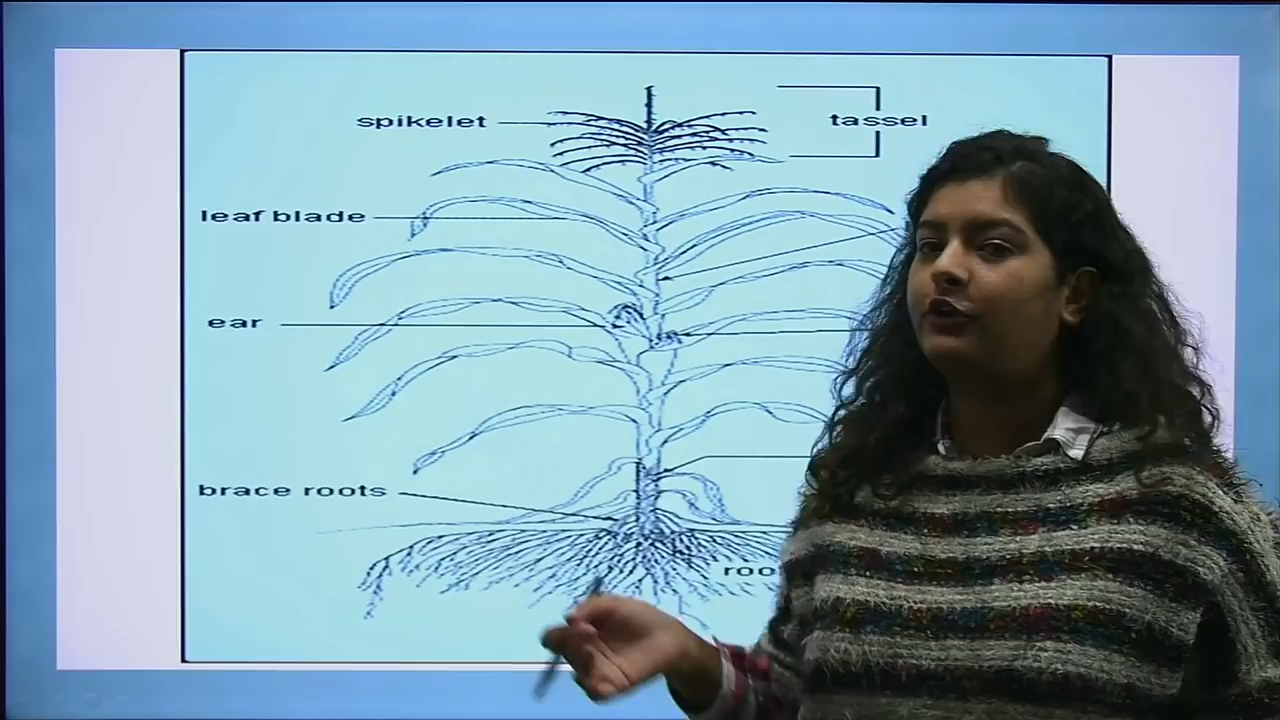 spikelet
tassel
leaf blade
ear
brace roots